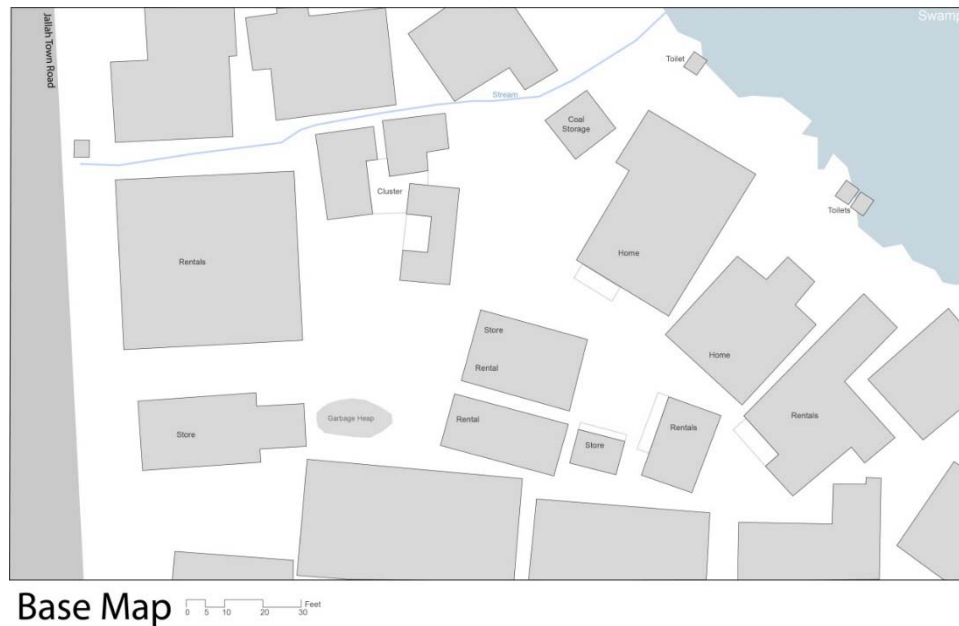 Jallah Town Road
Swamp
Toilet
Stream
Coal
Storage
Cluster
Toilets
Rentals
Home
Store
Rental
Home
Garbage Heap
Rental
Rentals
Rentals
Store
Store
Base Map
0 5 10 20 30 Feet